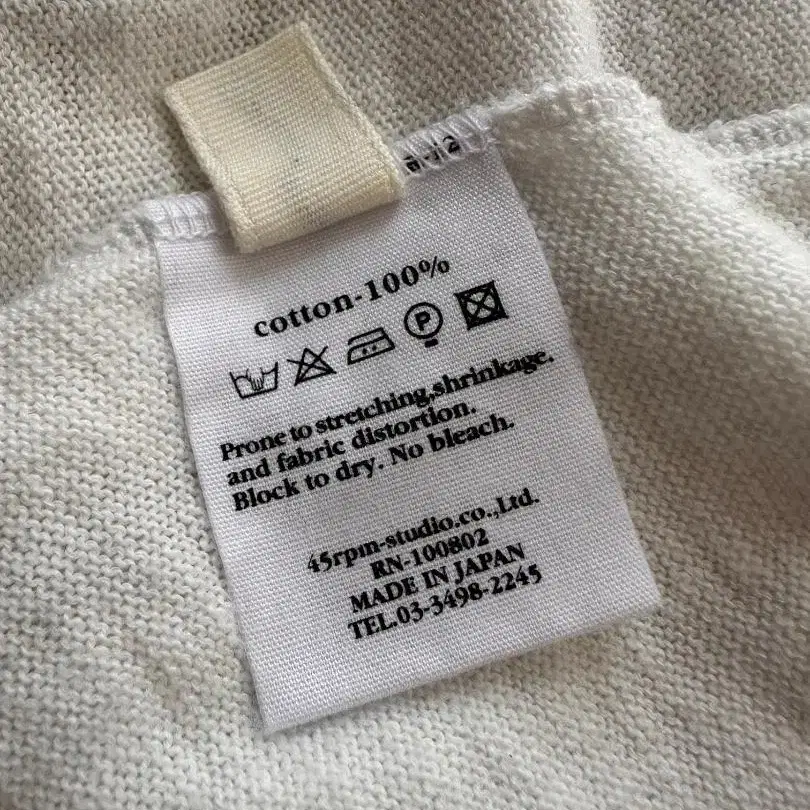 cotton-100%
P
Prone to stretching,shrinkage.
and fabric distortion.
Block to dry. No bleach.
45rpm-studio.co.,Ltd.
RN-100802
MADE IN JAPAN
TEL.03-3498-2245